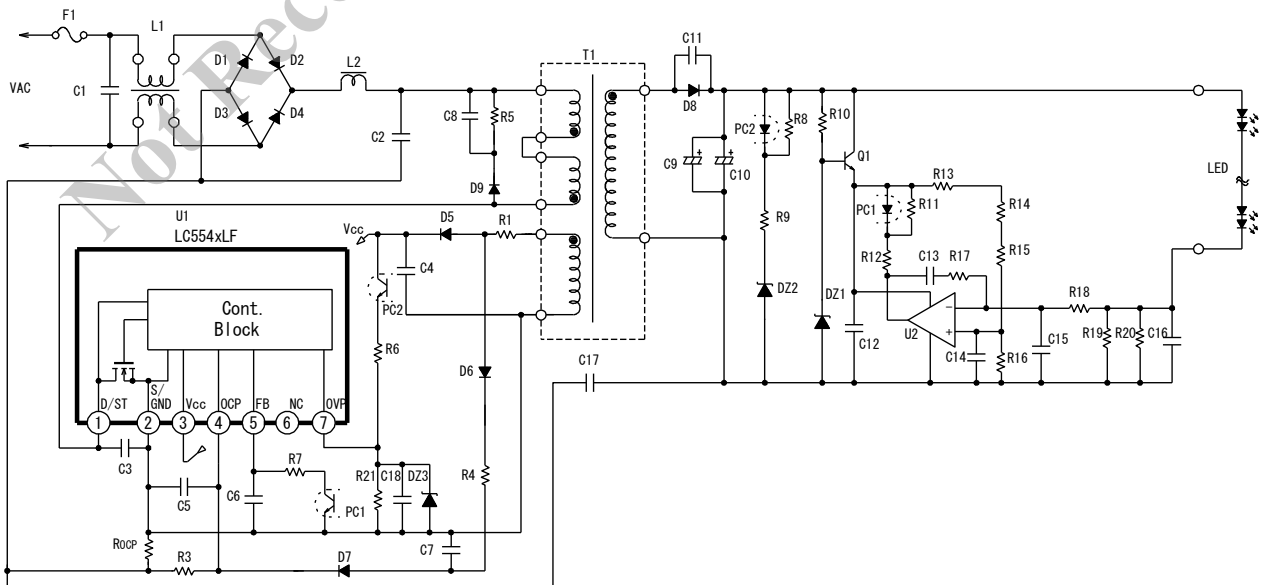 Not Reco
F1
L1
VAC
C1
D1
D2
D3
D4
L2
C2
C8
R5
D9
T1
C11
D8
C9
C10
PC2
R8
R9
DZ2
R10
Q1
DZ1
PC1
R11
R12
R13
R14
R15
C13
R17
U2
-
+
C12
C14
R16
C15
R18
R19
R20
C16
LED
U1
LC554xLF
Cont.
Block
D/ST
S/
GND
Vcc
OCP
FB
NC
OVP
1
2
3
4
5
6
7
Vcc
D5
R1
C4
PC2
R6
D6
R4
C17
C3
C5
C6
R7
PC1
R21
C18
DZ3
C7
ROCP
R3
D7